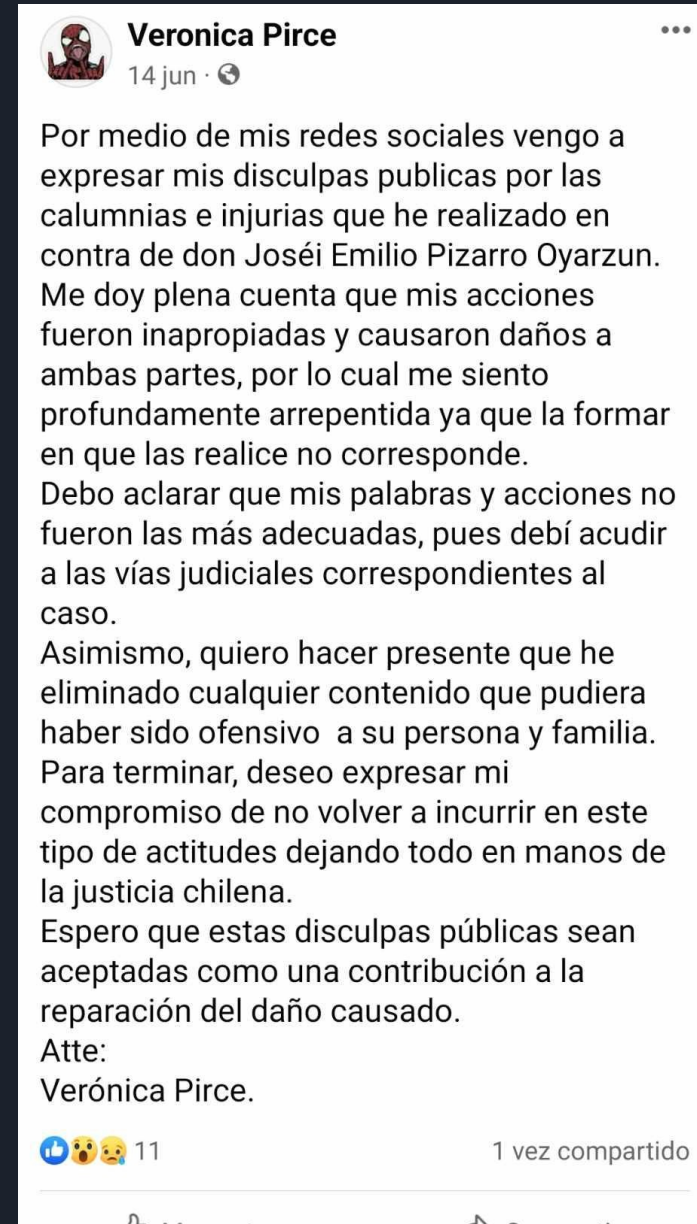 Veronica Pirce
14 jun ·
Por medio de mis redes sociales vengo a
expresar mis disculpas publicas por las
calumnias e injurias que he realizado en
contra de don Joséi Emilio Pizarro Oyarzun.
Me doy plena cuenta que mis acciones
fueron inapropiadas y causaron daños a
ambas partes, por lo cual me siento
profundamente arrepentida ya que la formar
en que las realice no corresponde.
Debo aclarar que mis palabras y acciones no
fueron las más adecuadas, pues debí acudir
a las vías judiciales correspondientes al
caso.
Asimismo, quiero hacer presente que he
eliminado cualquier contenido que pudiera
haber sido ofensivo  a su persona y familia.
Para terminar, deseo expresar mi
compromiso de no volver a incurrir en este
tipo de actitudes dejando todo en manos de
la justicia chilena.
Espero que estas disculpas públicas sean
aceptadas como una contribución a la
reparación del daño causado.
Atte:
Verónica Pirce.
11
1 vez compartido